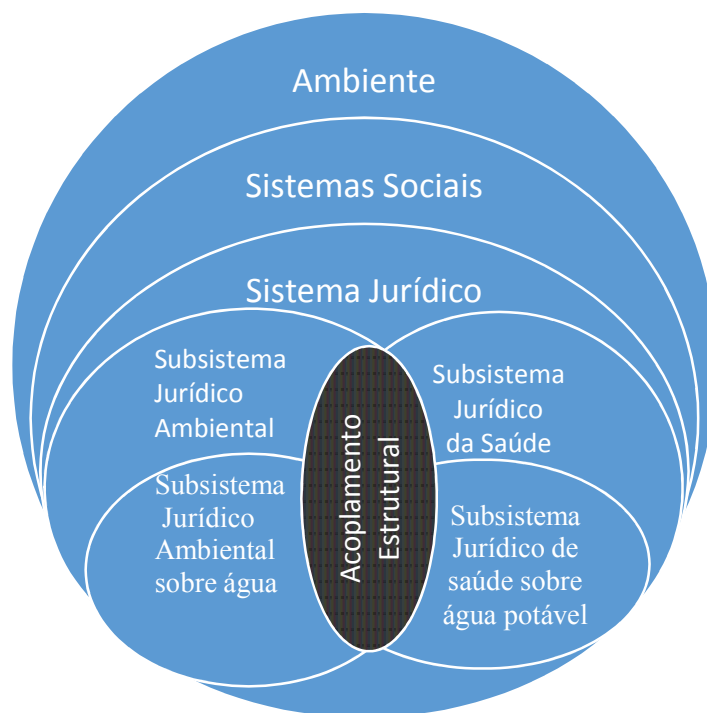 Ambiente
Sistemas Sociais
Sistema Jurídico
Subsistema
Jurídico
Ambiental
Subsistema
Jurídico
da Saúde
Acoplamento
Estrutural
Subsistema
Jurídico
Ambiental
sobre água
Subsistema
Jurídico de
saúde sobre
água potável